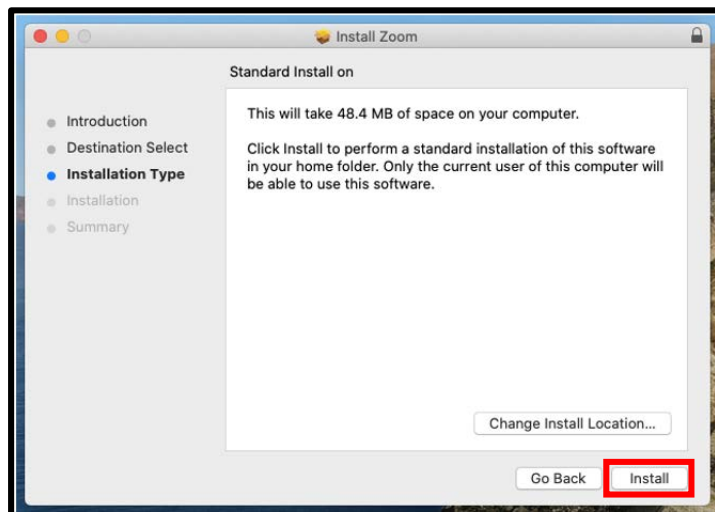 Install Zoom
Standard Install on
Introduction
Destination Select
Installation Type
Installation
Summary
This will take 48.4 MB of space on your computer.
Click Install to perform a standard installation of this software
in your home folder. Only the current user of this computer will
be able to use this software.
Change Install Location...
Go Back
Install